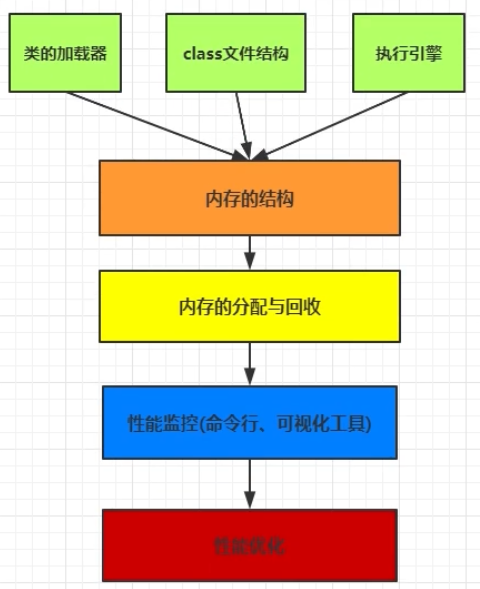 类的加载器
class文件结构
执行引擎
内存的结构
内存的分配与回收
性能监控(命令行、可视化工具)
性能优化